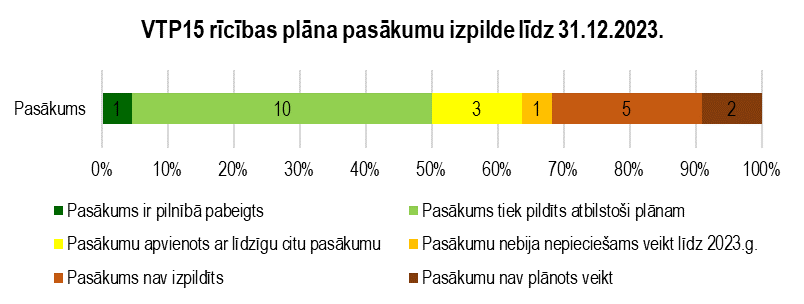 VTP15 rīcības plāna pasākumu izpilde līdz 31.12.2023.
Pasākums 1 10 3 1 5 2
0% 10% 20% 30% 40% 50% 60% 70% 80% 90% 100%
Pasākums ir pilnībā pabeigts Pasākums tiek pildīts atbilstoši plānam
Pasākumu apvienots ar līdzīgu citu pasākumu Pasākumu nebija nepieciešams veikt līdz 2023.g.
Pasākums nav izpildīts Pasākumu nav plānots veikt